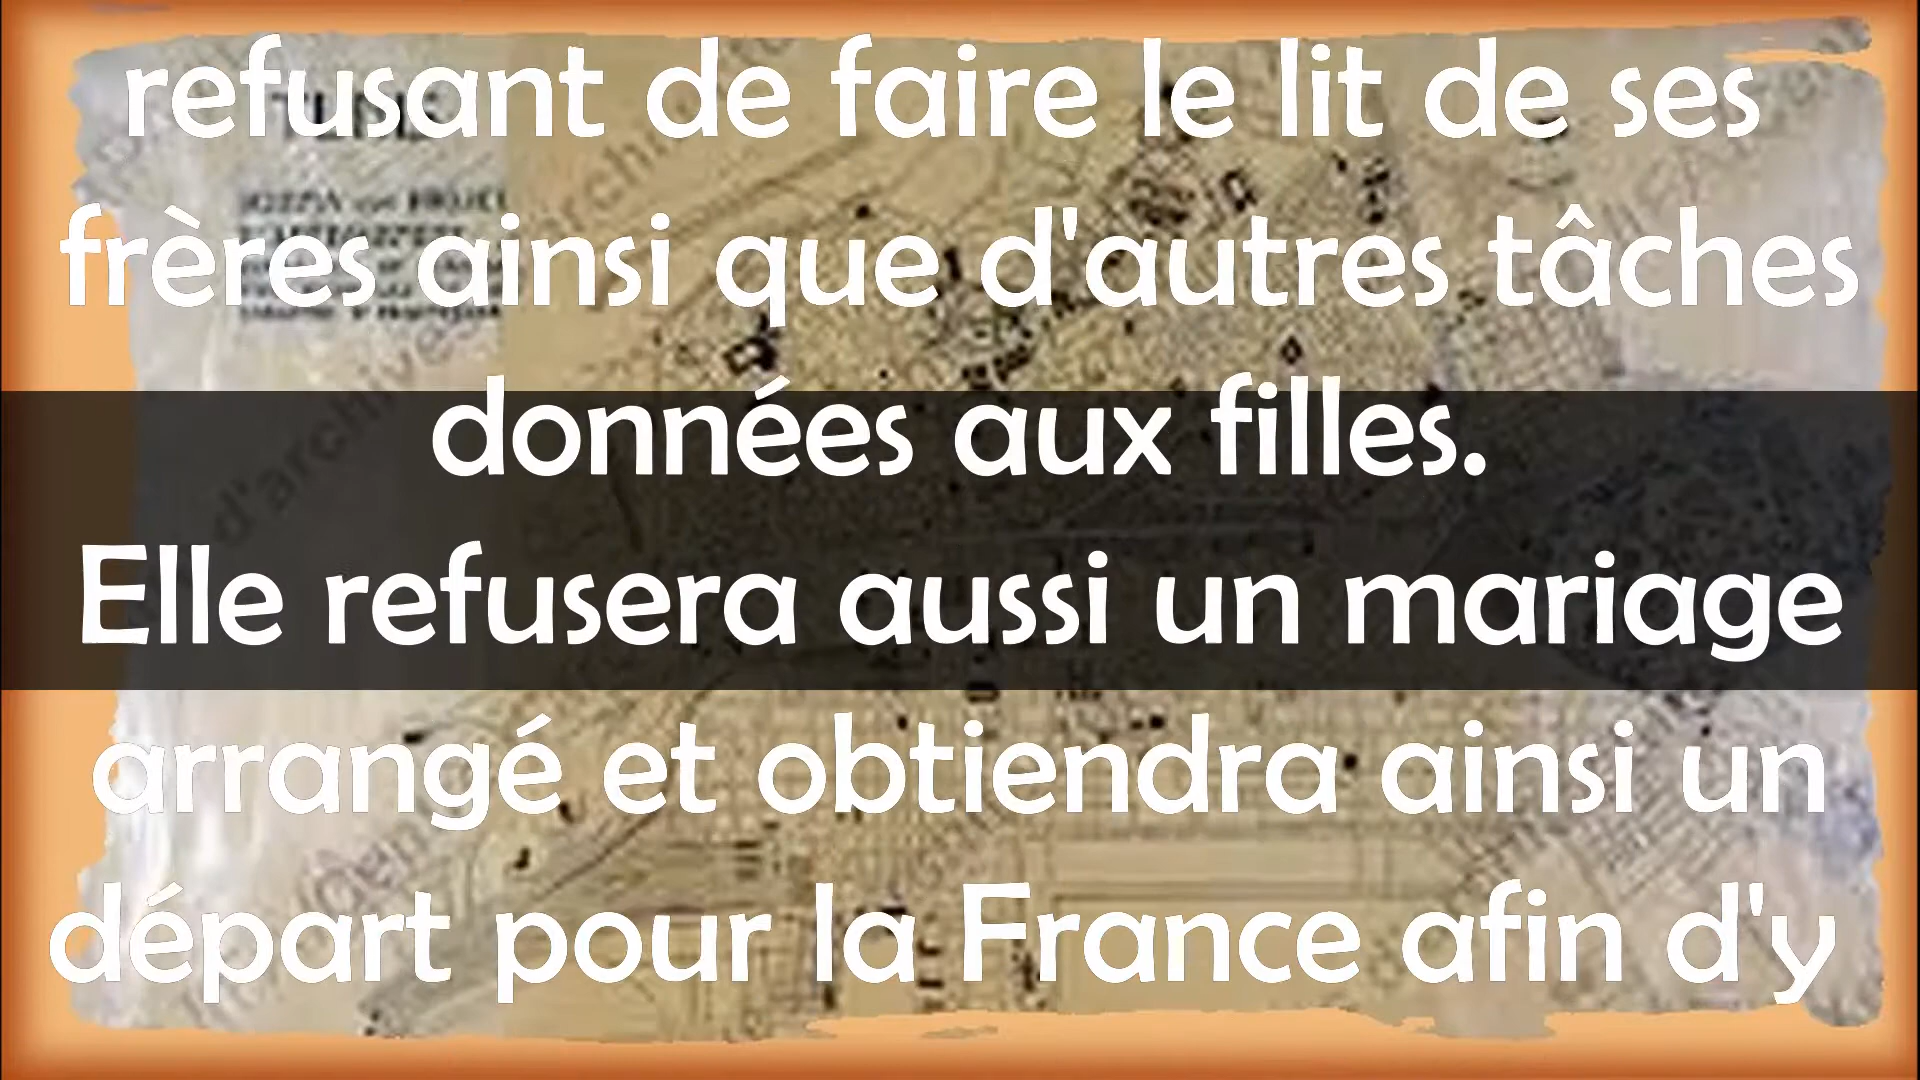 refusant de faire le lit de ses
frères ainsi que d'autres tâches
données aux filles.
Elle refusera aussi un mariage
arrangé et obtiendra ainsi un
départ pour la France afin d'y
d'archives